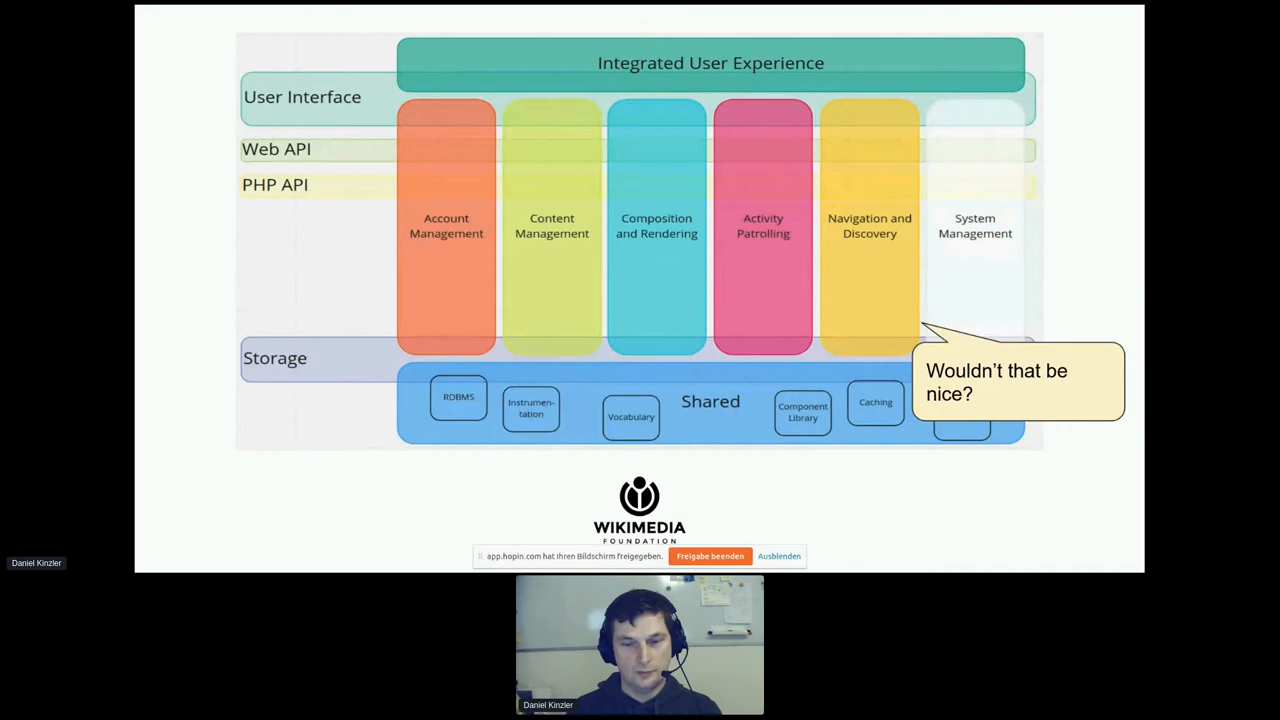 Integrated User Experience
User Interface
Web API
PHP API
Account
Management
Content
Management
Composition
and Rendering
Activity
Patrolling
Navigation and
Discovery
System
Management
Storage
Wouldn't that be
nice?
RDBMS
Instrumen-
tation
Vocabulary
Shared
Component
Library
Caching
WIKIMEDIA
FOUNDATION
app.hopin.com hat Ihren Bildschirm freigegeben.
Freigabe beenden
Ausblenden
Daniel Kinzler
Daniel Kinzler